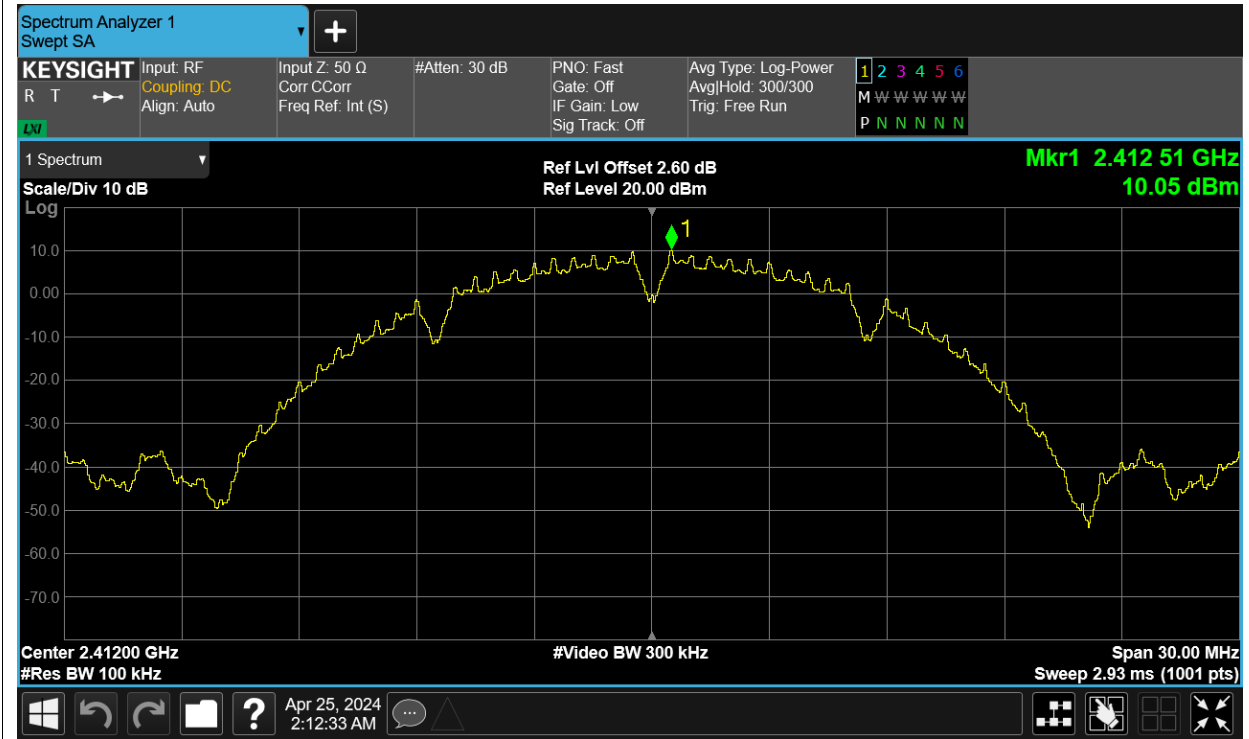 Spectrum Analyzer 1
Swept SA
KEYSIGHT
R T
LXI
Input: RF
Coupling: DC
Align: Auto
Input Z: 50 Ω
Corr CCorr
Freq Ref: Int (S)
#Atten: 30 dB
PNO: Fast
Gate: Off
IF Gain: Low
Sig Track: Off
Avg Type: Log-Power
Avg|Hold: 300/300
Trig: Free Run
1 2 3 4 5 6
M W W W W W
P N N N N N
1 Spectrum
Scale/Div 10 dB
Log
Ref Lvl Offset 2.60 dB
Ref Level 20.00 dBm
Mkr1 2.412 51 GHz
10.05 dBm
1
10.0
0.00
-10.0
-20.0
-30.0
-40.0
-50.0
-60.0
-70.0
Center 2.41200 GHz
#Res BW 100 kHz
#Video BW 300 kHz
Span 30.00 MHz
Sweep 2.93 ms (1001 pts)
?
Apr 25, 2024
2:12:33 AM